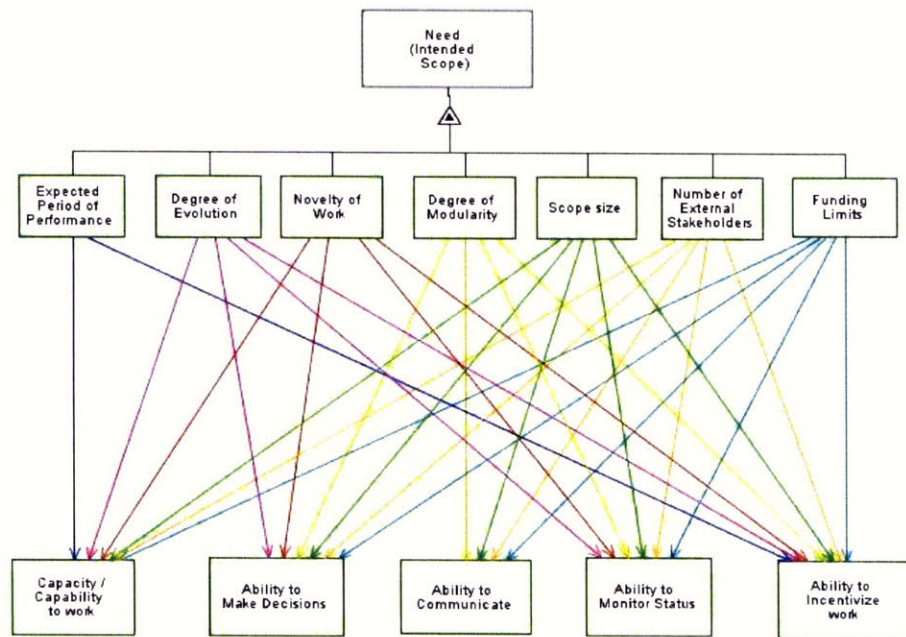 Need
(Intended
Scope)
Expected
Period of
Performance
Degree of
Evolution
Novelty of
Work
Degree of
Modularity
Scope size
Number of
External
Stakeholders
Funding
Limits
Capacity /
Capability
to work
Ability to
Make Decisions
Ability to
Communicate
Ability to
Monitor Status
Ability to
Incentivize
work